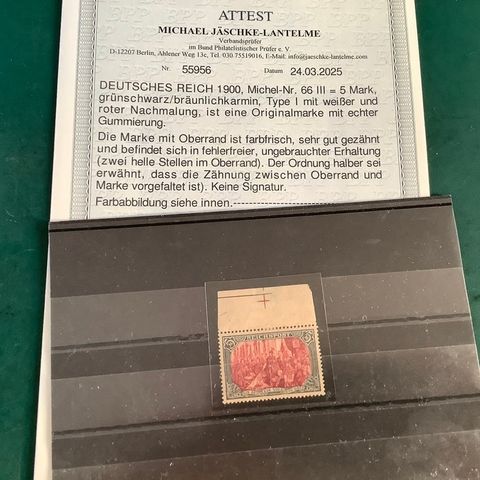 ATTEST
MICHAEL JÄSCHKE-LANTELME
Verbandsprüfer
im Bund Philatelistischer Prüfer e. V.
D-12207 Berlin, Ahlener Weg 13c, Tel. 030.75519016, E-Mail: info@jaeschke-lantelme.com
Nr. 55956 Datum 24.03.2025
DEUTSCHES REICH 1900, Michel-Nr. 66 III = 5 Mark,
grünschwarz/bräunlichkarmin, Type I mit weißer und
roter Nachmalung, ist eine Originalmarke mit echter
Gummierung.
Die Marke mit Oberrand ist farbfrisch, sehr gut gezähnt
und befindet sich in fehlerfreier, ungebrauchter Erhaltung
(zwei helle Stellen im Oberrand). Der Ordnung halber sei
erwähnt, dass die Zähnung zwischen Oberrand und
Marke vorgefaltet ist). Keine Signatur.
Farbabbildung siehe innen.
REICHSPOST